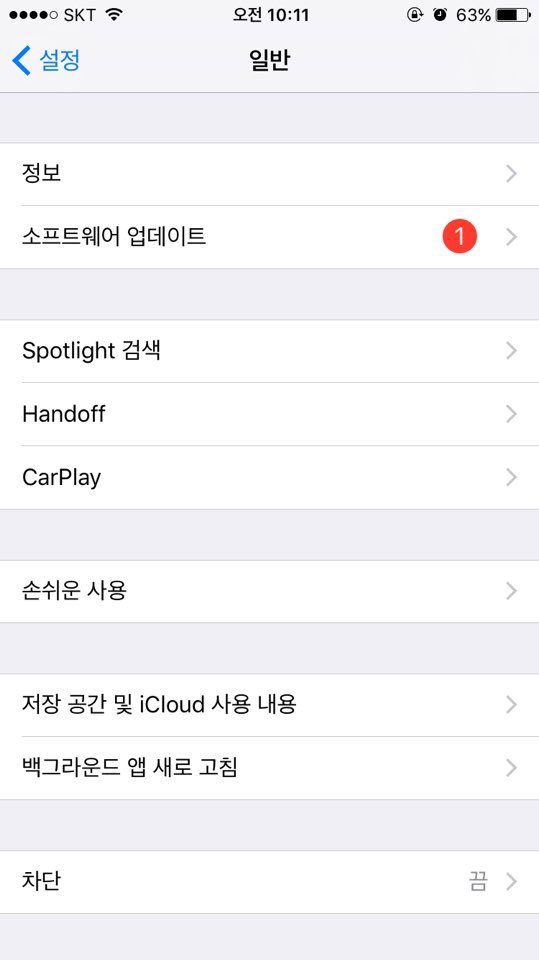 SKT 오전 10:11 63%
설정 일반
정보
소프트웨어 업데이트 1
Spotlight 검색
Handoff
CarPlay
손쉬운 사용
저장 공간 및 iCloud 사용 내용
백그라운드 앱 새로 고침
차단 끔